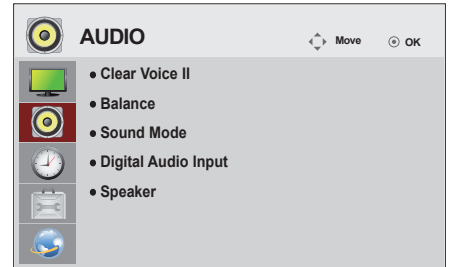 AUDIO
Move
OK
• Clear Voice II
• Balance
• Sound Mode
• Digital Audio Input
• Speaker